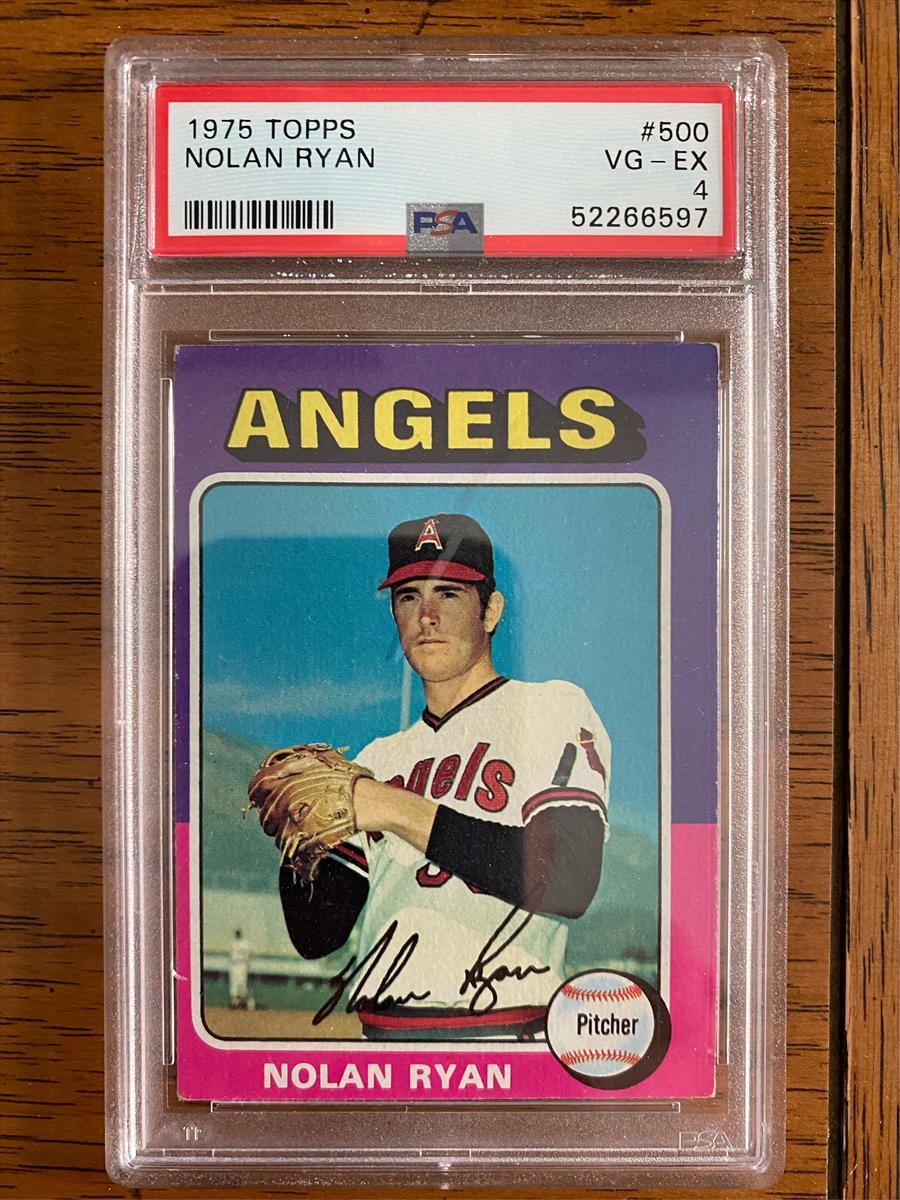 1975 TOPPS #500
NOLAN RYAN VG - EX
4
PSA 52266597
ANGELS
A
Angels
Nolan Ryan
Pitcher
NOLAN RYAN
PSA